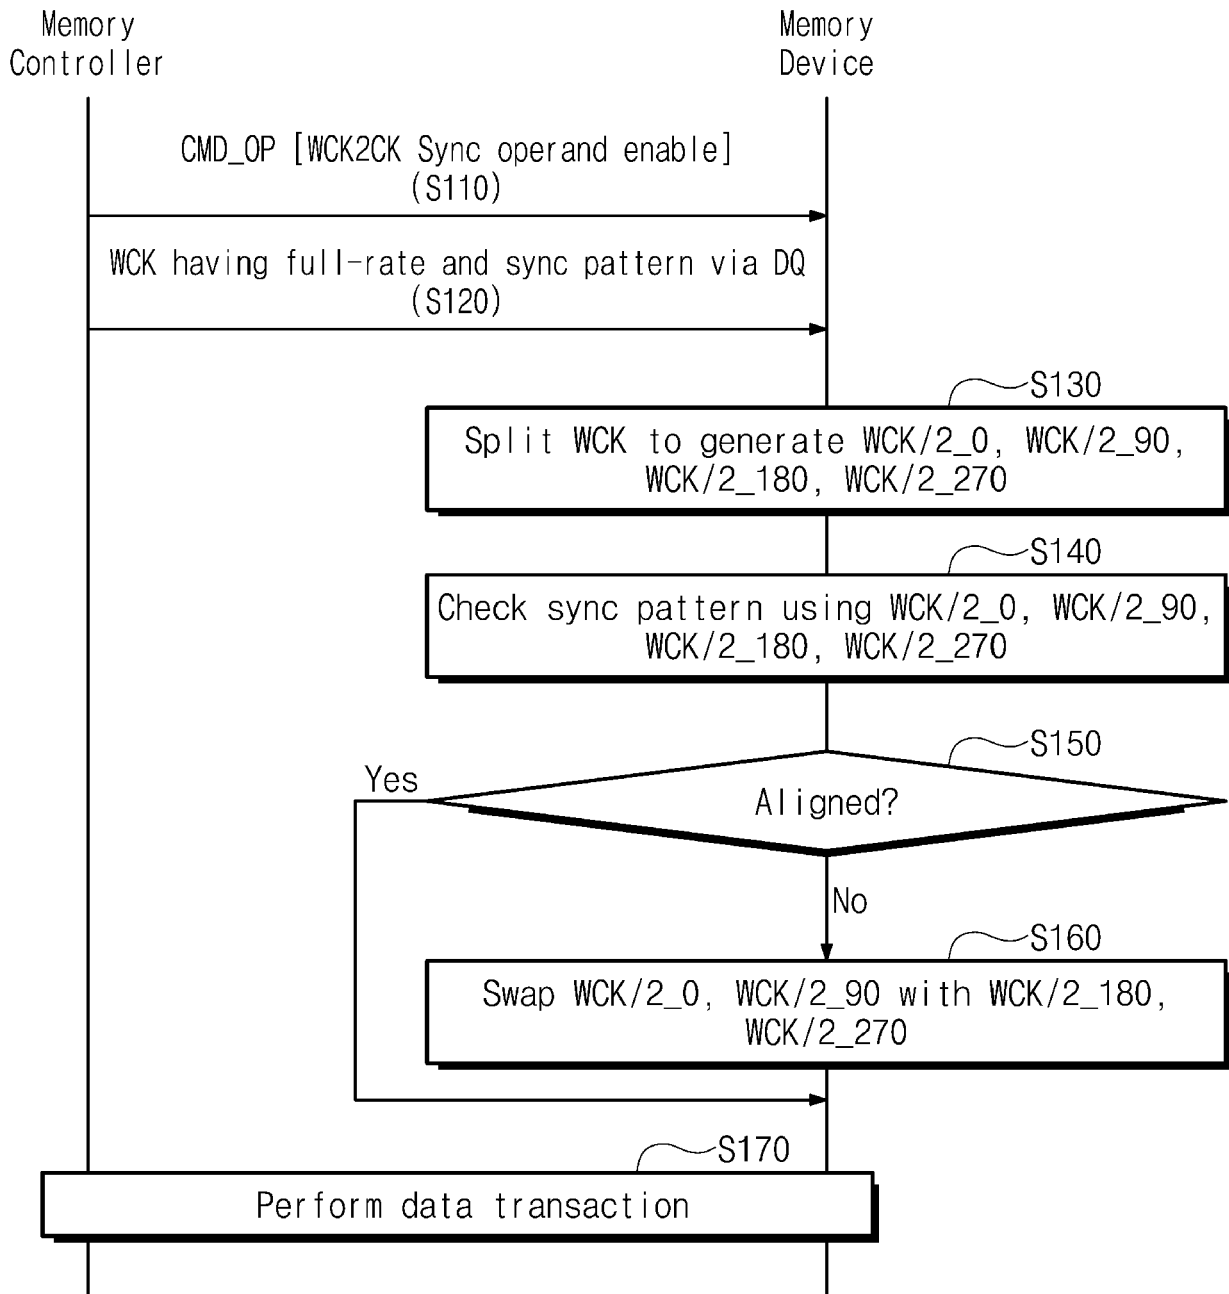 Memory
Controller
Memory
Device
CMD_OP [WCK2CK Sync operand enable]
(S110)
WCK having full-rate and sync pattern via DQ
(S120)
S130
Split WCK to generate WCK/2_0, WCK/2_90,
WCK/2_180, WCK/2_270
S140
Check sync pattern using WCK/2_0, WCK/2_90,
WCK/2_180, WCK/2_270
S150
Yes
Aligned?
No
S160
Swap WCK/2_0, WCK/2_90 with WCK/2_180,
WCK/2_270
S170
Perform data transaction